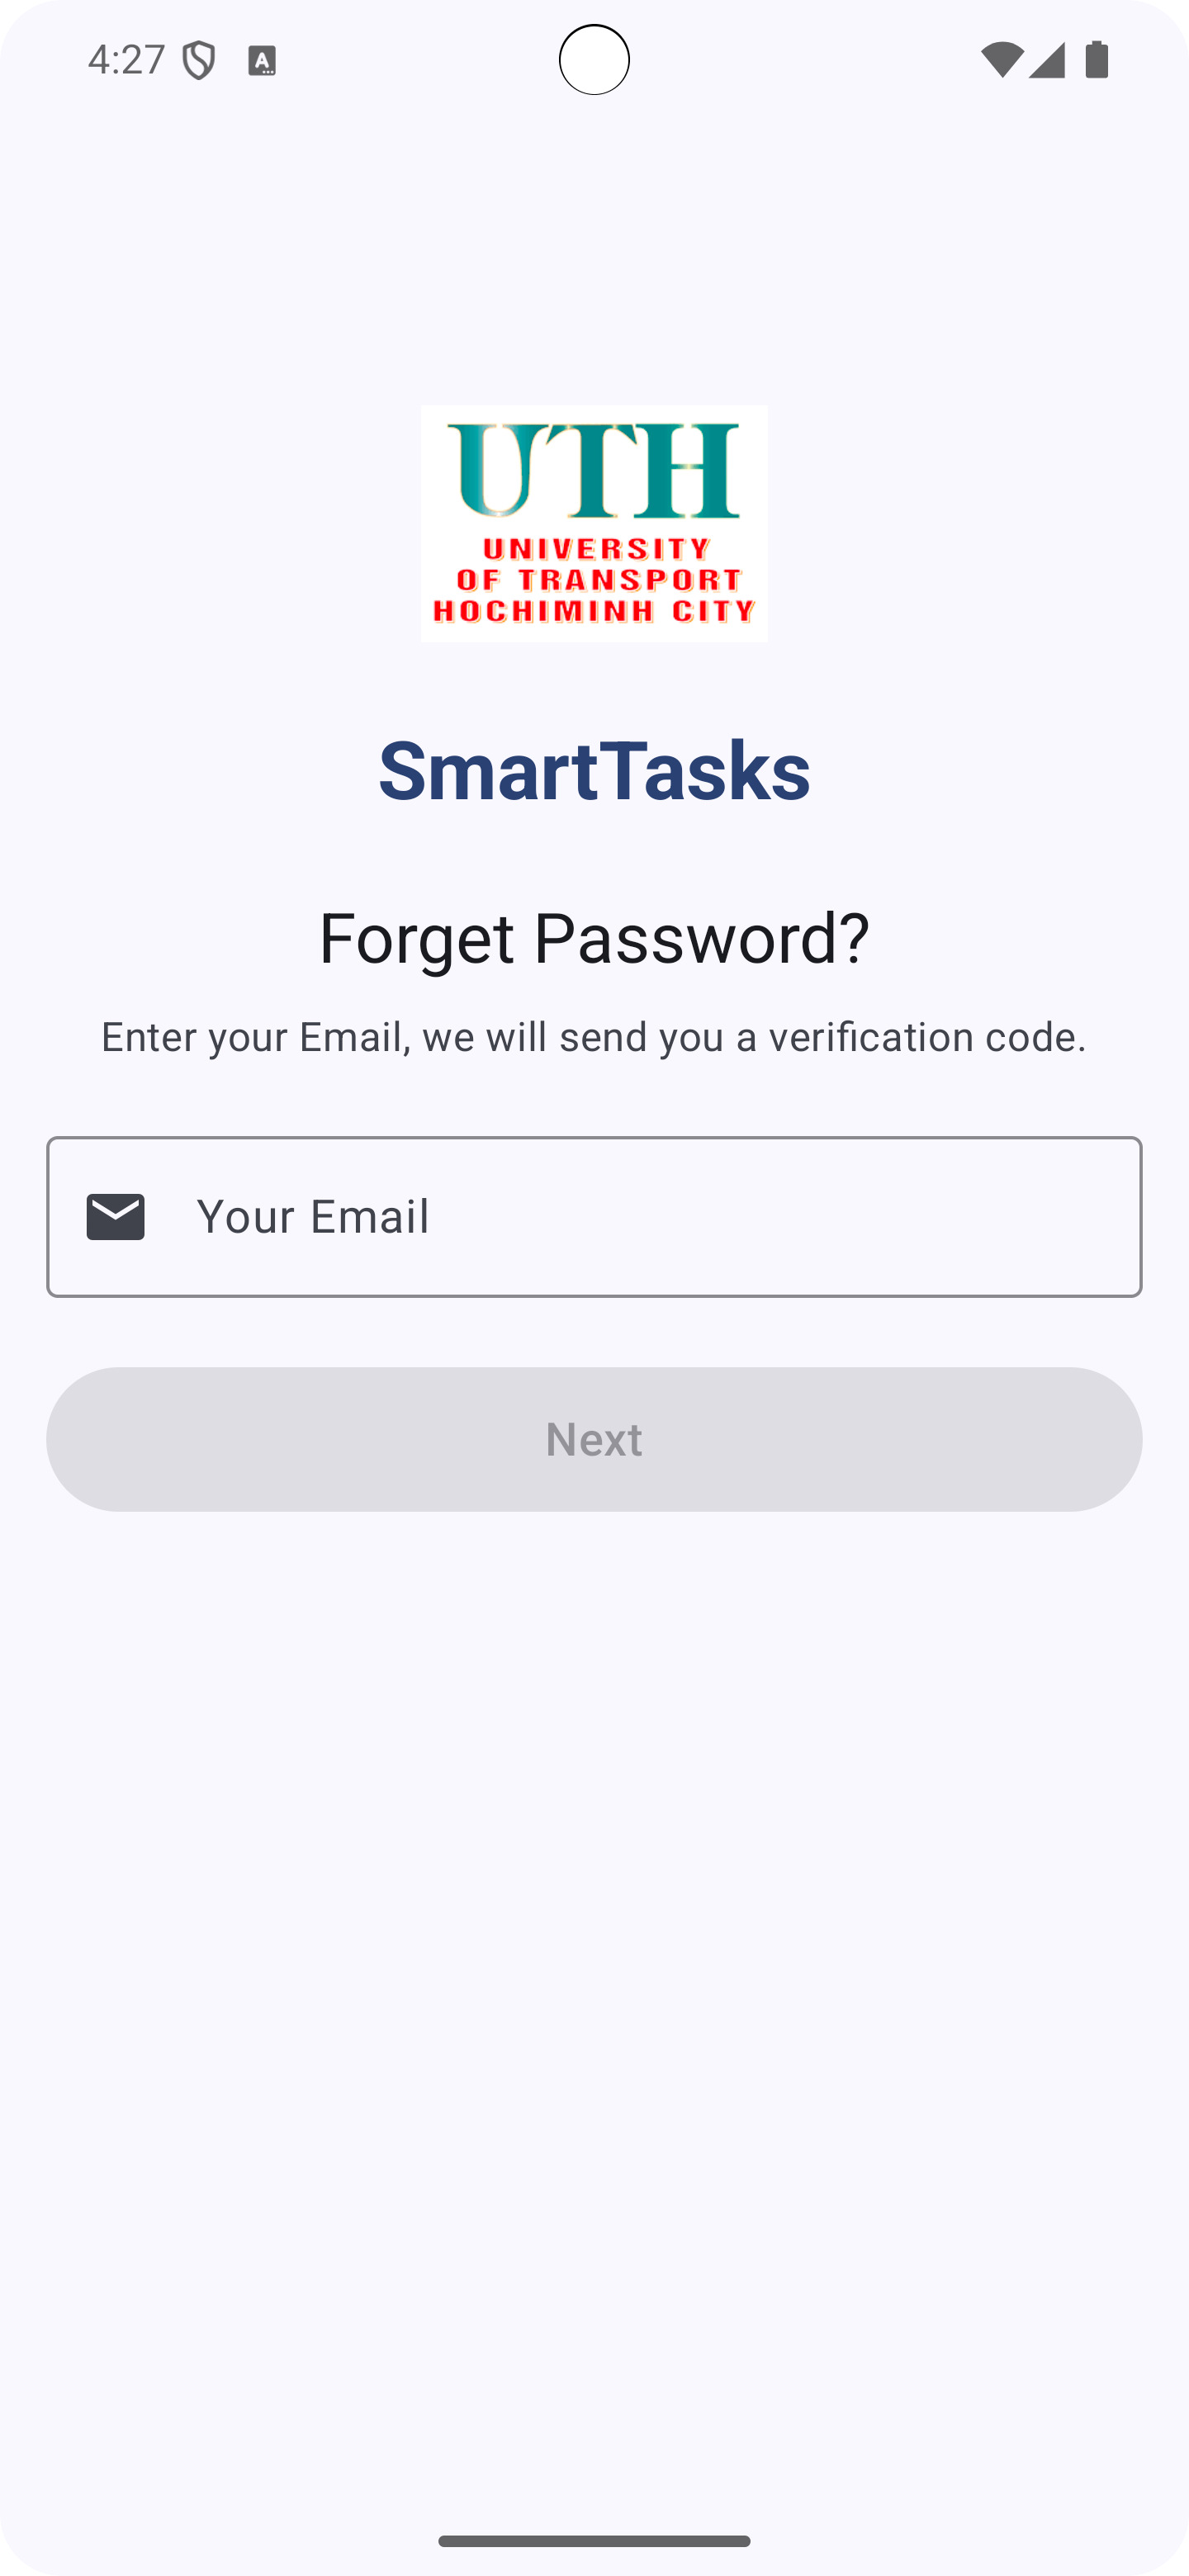 4:27
UTH
UNIVERSITY
OF TRANSPORT
HOCHIMINH CITY
SmartTasks
Forget Password?
Enter your Email, we will send you a verification code.
Your Email
Next